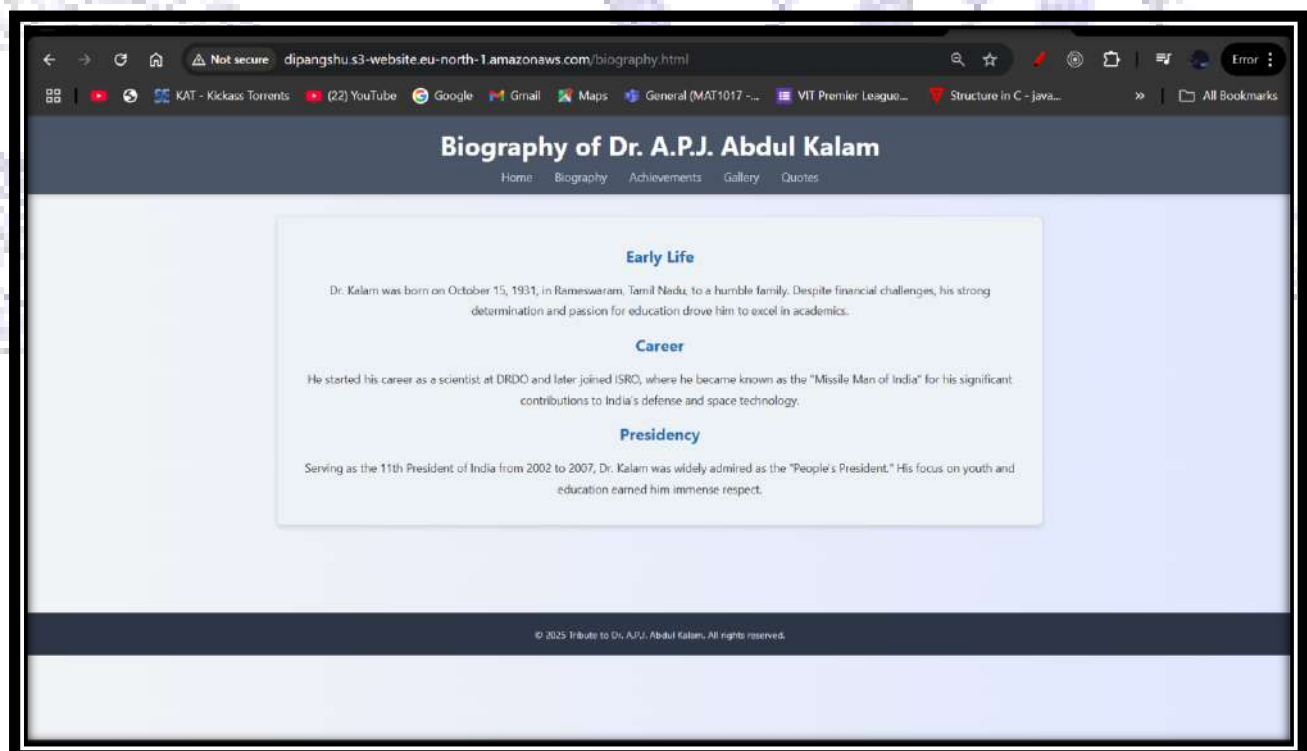 Not secure dipangshu.s3-website.eu-north-1.amazonaws.com/biography.html Error
KAT - Kickass Torrents (22) YouTube Google Gmail Maps General (MAT1017 -... VIT Premier League... Structure in C - java... » All Bookmarks
Biography of Dr. A.P.J. Abdul Kalam
Home Biography Achievements Gallery Quotes
Early Life
Dr. Kalam was born on October 15, 1931, in Rameswaram, Tamil Nadu, to a humble family. Despite financial challenges, his strong
determination and passion for education drove him to excel in academics.
Career
He started his career as a scientist at DRDO and later joined ISRO, where he became known as the "Missile Man of India" for his significant
contributions to India's defense and space technology.
Presidency
Serving as the 11th President of India from 2002 to 2007, Dr. Kalam was widely admired as the "People's President." His focus on youth and
education earned him immense respect.
© 2025 Tribute to Dr. A.P.J. Abdul Kalam. All rights reserved.